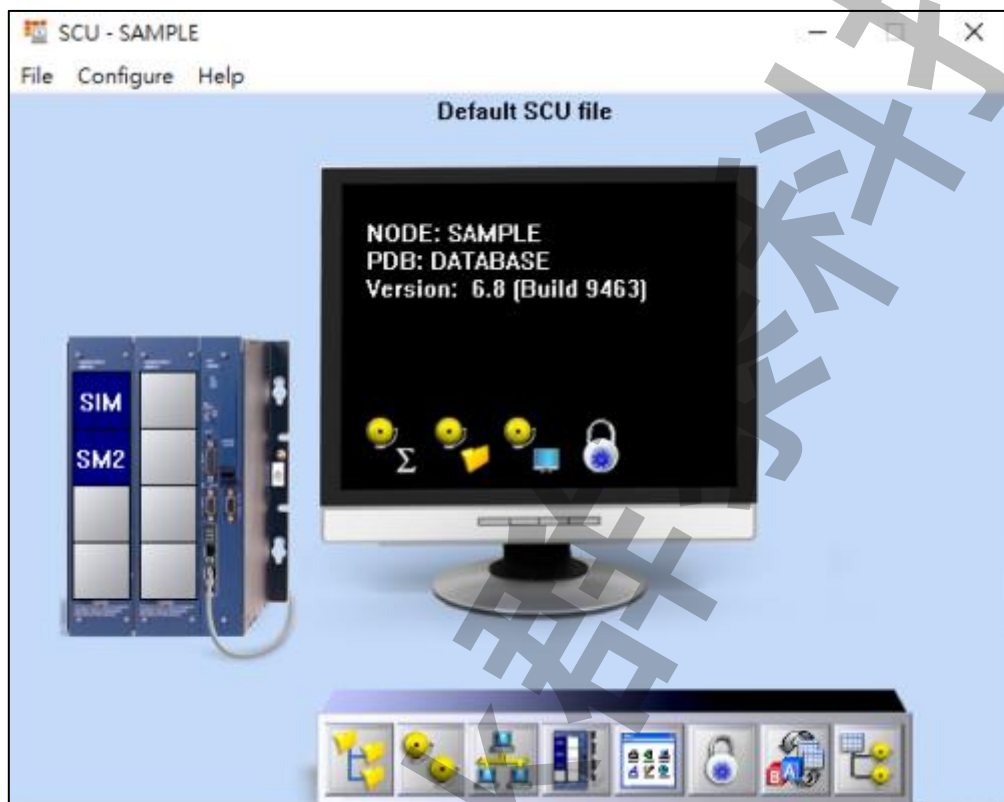 SCU - SAMPLE
File Configure Help
Default SCU file
NODE: SAMPLE
PDB: DATABASE
Version: 6.8 (Build 9463)
SIM
SM2